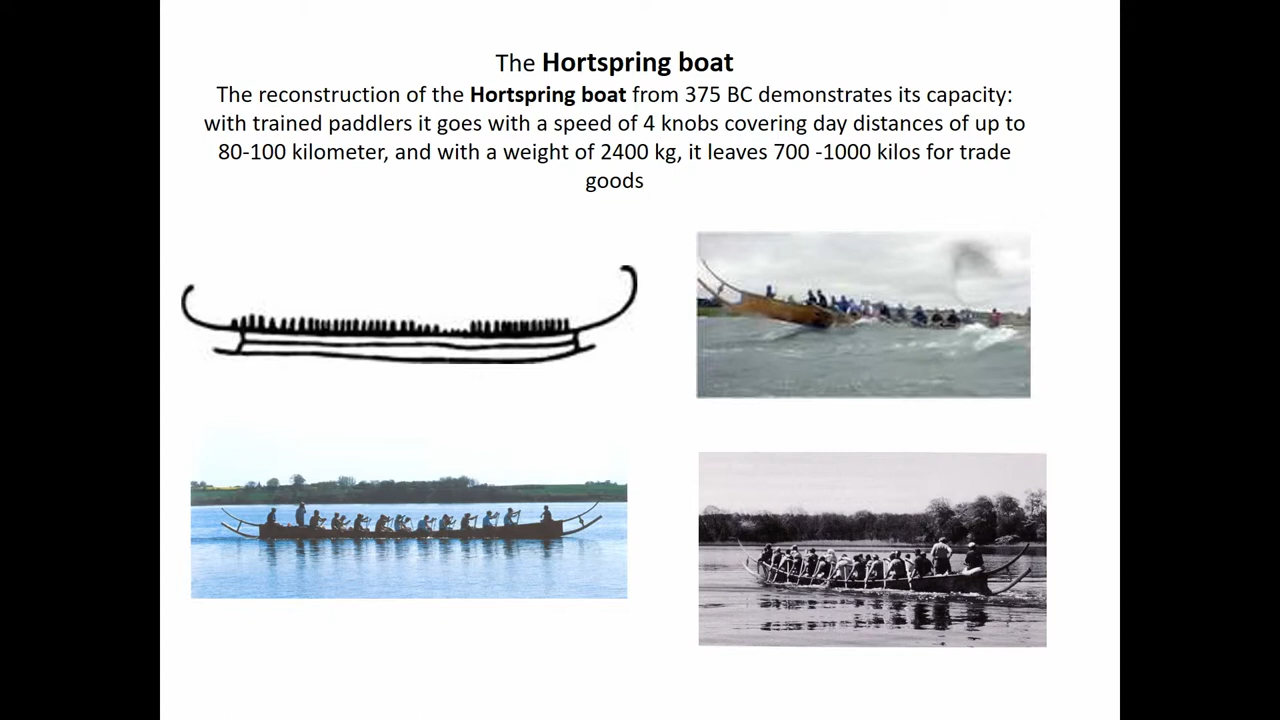 The Hortspring boat
The reconstruction of the Hortspring boat from 375 BC demonstrates its capacity:
with trained paddlers it goes with a speed of 4 knobs covering day distances of up to
80-100 kilometer, and with a weight of 2400 kg, it leaves 700 -1000 kilos for trade
goods